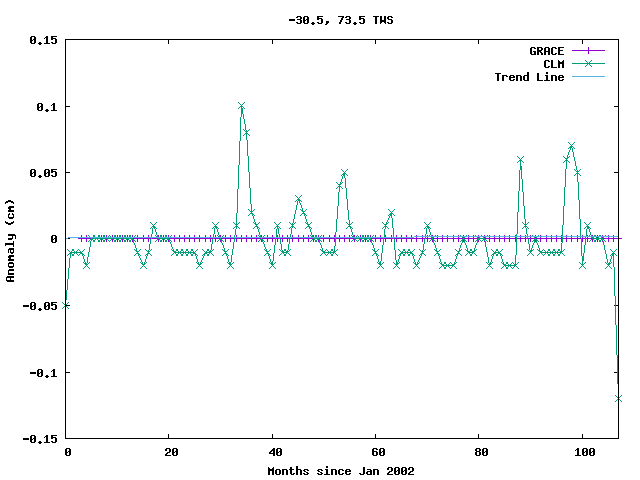 -30.5, 73.5 TWS
GRACE
CLM
Trend Line
0.15
0.1
0.05
0
-0.05
-0.1
-0.15
Anomaly (cm)
0 20 40 60 80 100
Months since Jan 2002